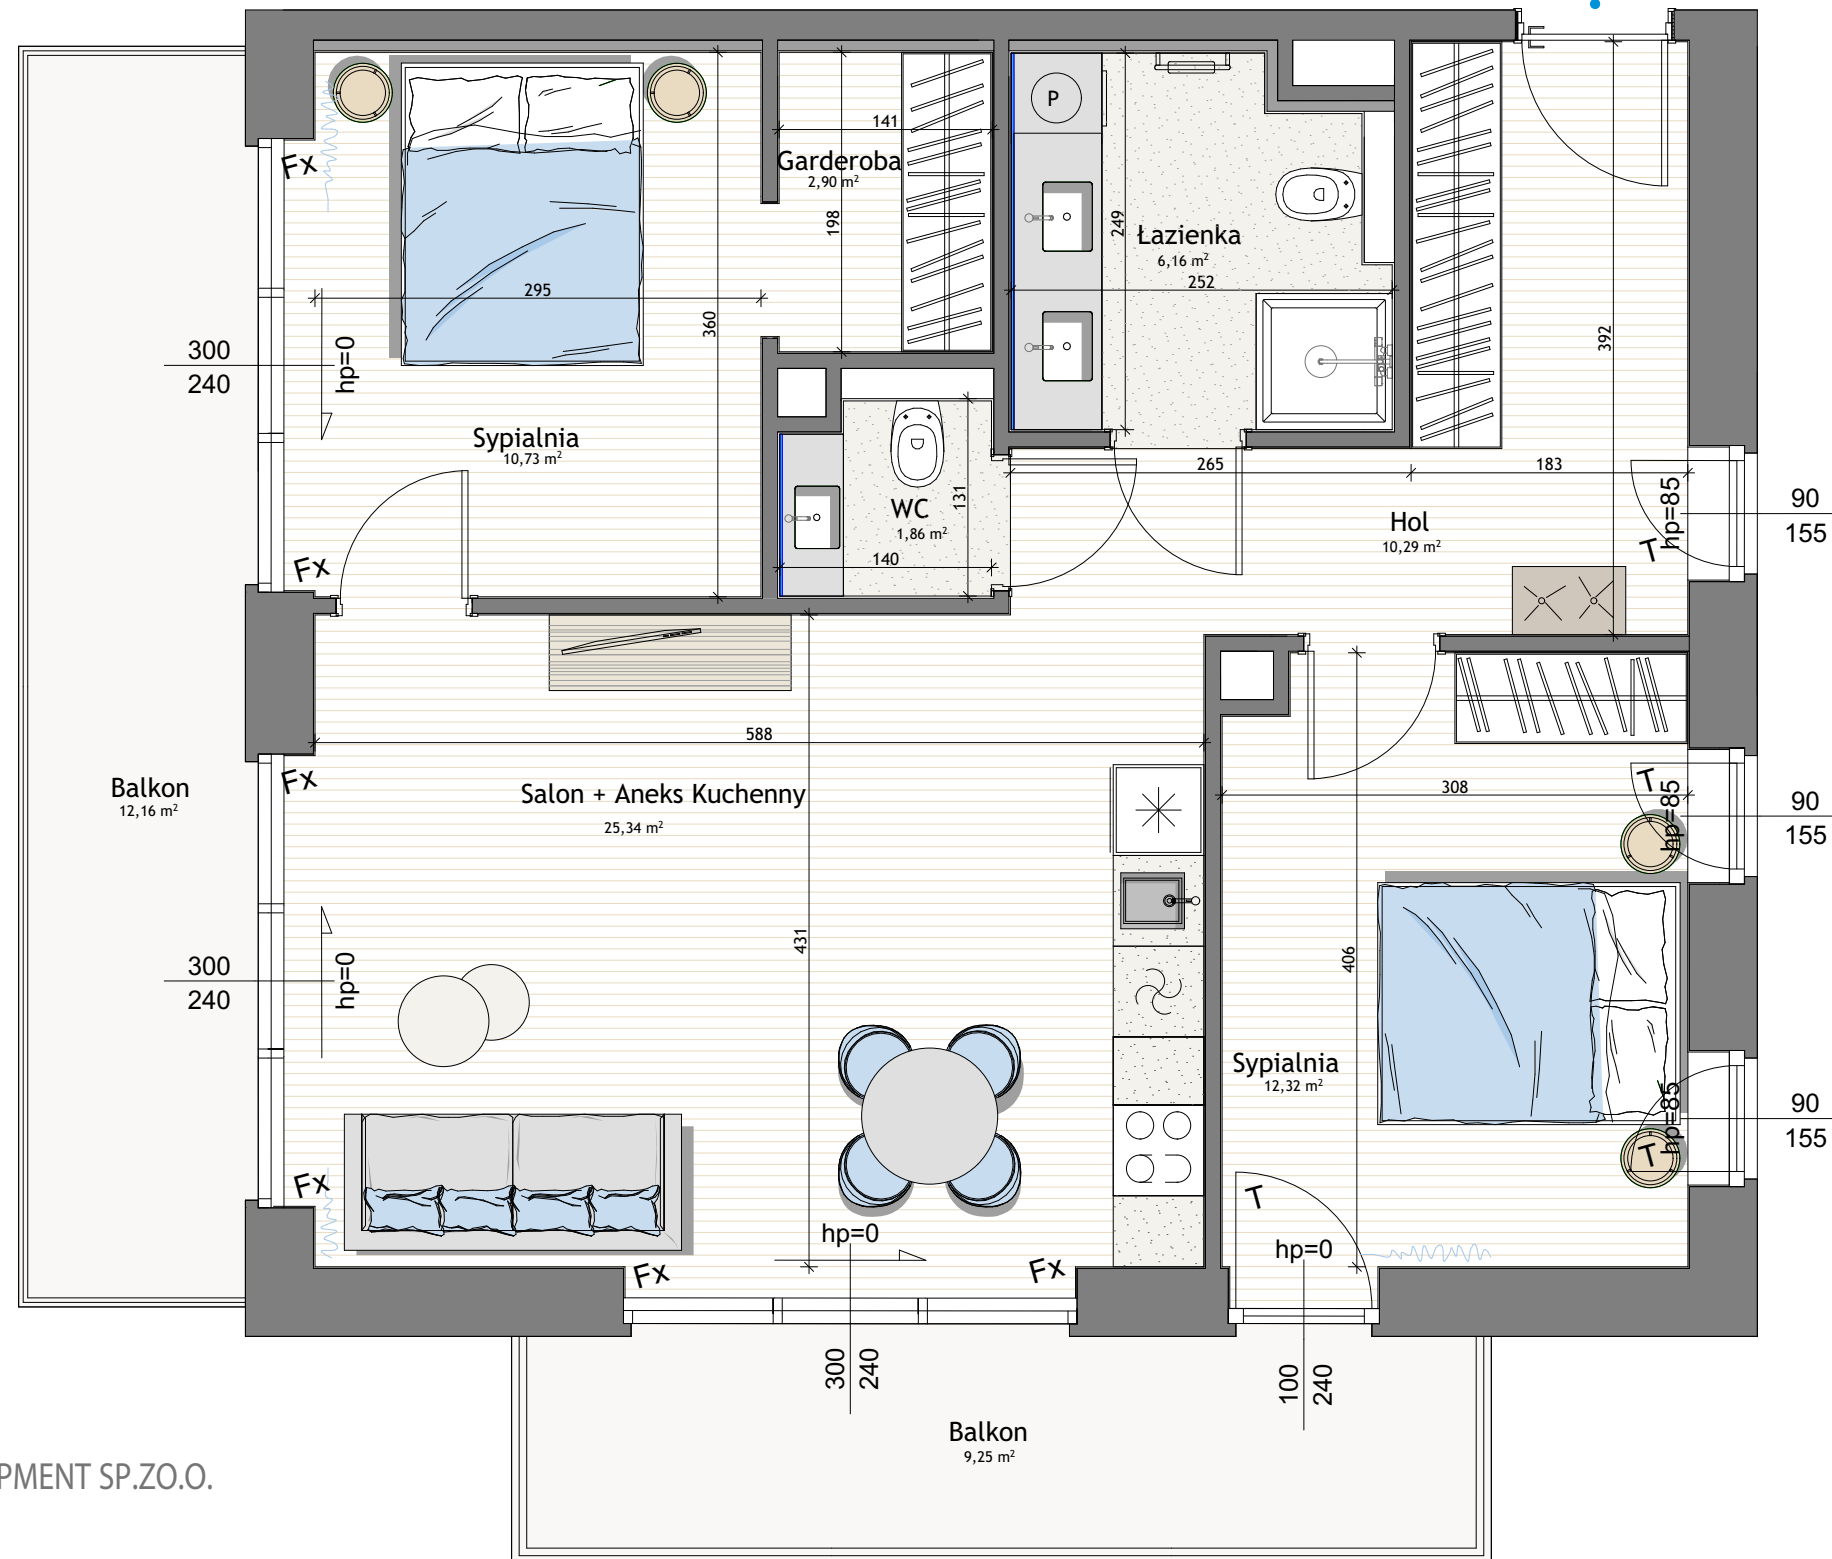 P
141
Garderoba
2,90 m²
198
249
Łazienka
6,16 m²
252
Fx
295
360
392
300
240
hp=0
Sypialnia
10,73 m²
265
183
WC
1,86 m²
131
140
Hol
10,29 m²
hp=85
T
90
155
Fx
588
Fx
Balkon
12,16 m²
Salon + Aneks Kuchenny
25,34 m²
308
T
hp=85
90
155
431
406
300
240
hp=0
Sypialnia
12,32 m²
hp=85
T
90
155
Fx
hp=0
Fx
Fx
T
hp=0
300
240
100
240
Balkon
9,25 m²
PMENT SP.ZO.O.